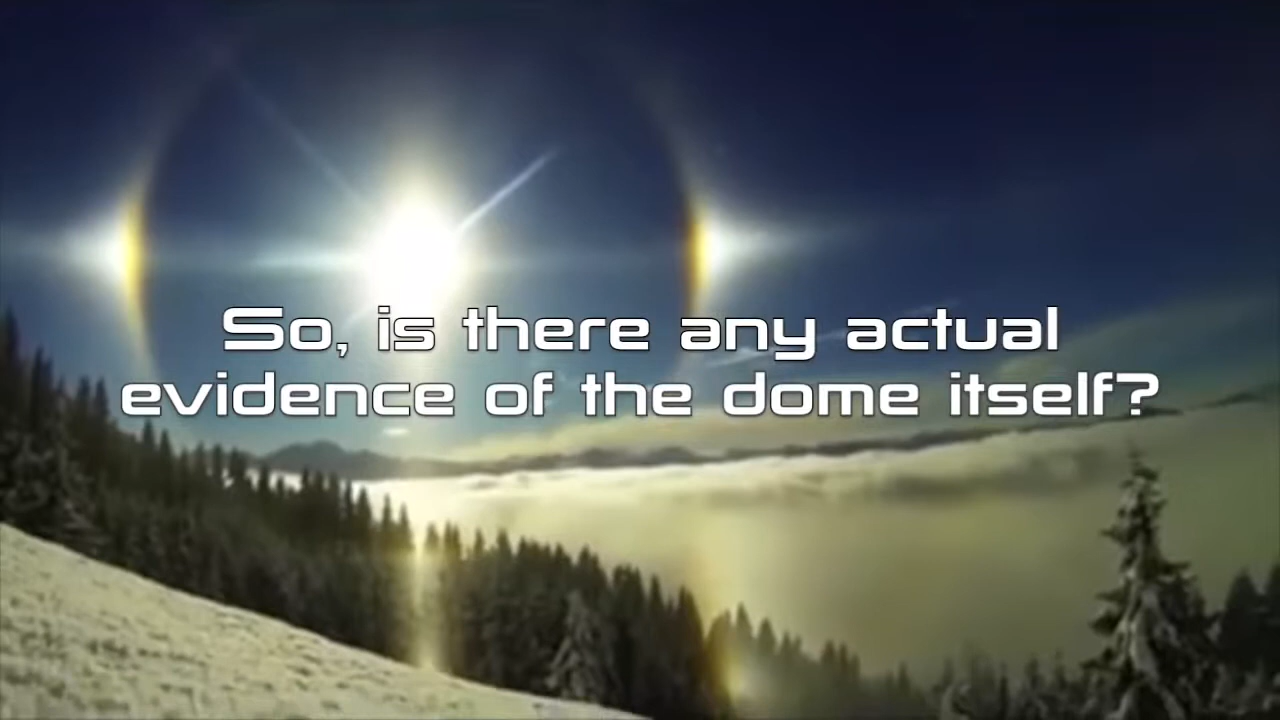 So, is there any actual
evidence of the dome itself?